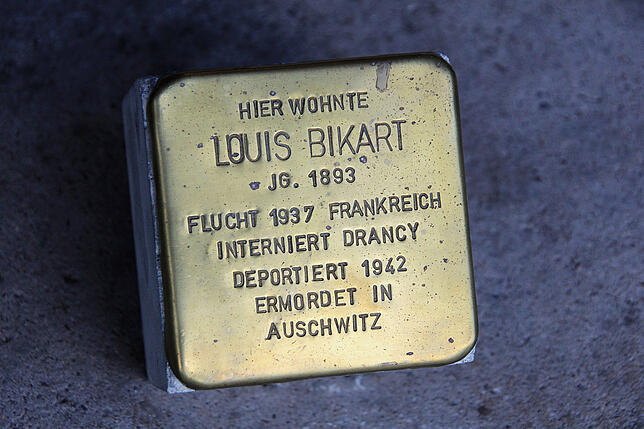 HIER WOHNTE
LOUIS BIKART
JG. 1893
FLUCHT 1937 FRANKREICH
INTERNIERT DRANCY
DEPORTIERT 1942
ERMORDET IN
AUSCHWITZ